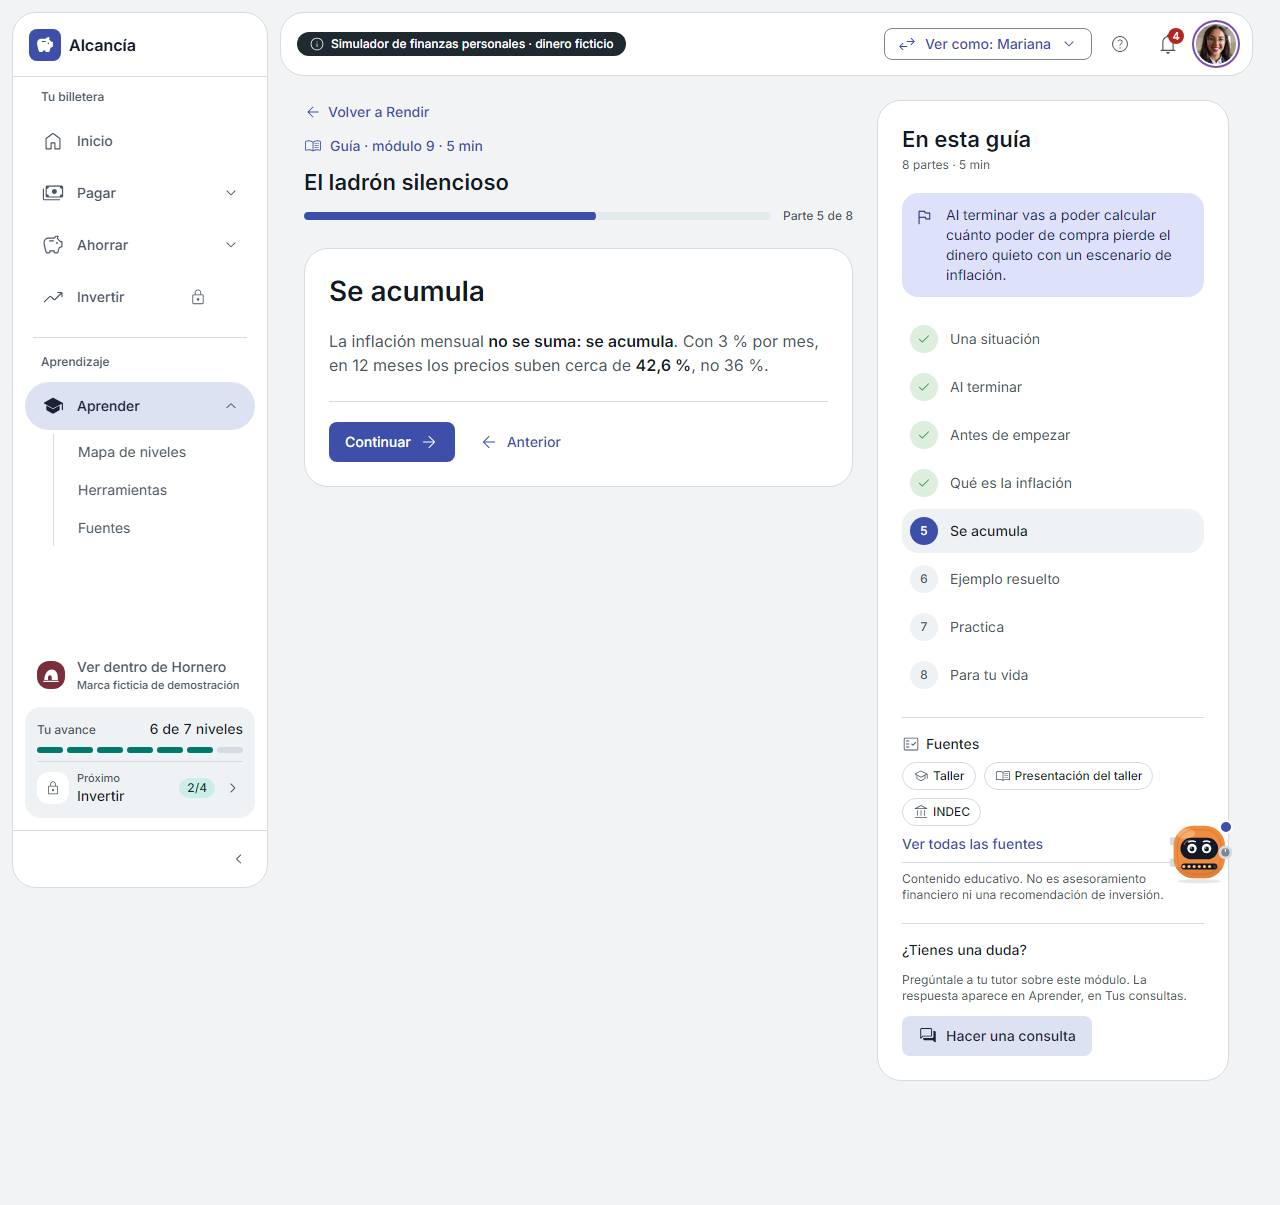 Alcancía
Simulador de finanzas personales · dinero ficticio
Ver como: Mariana
4
Tu billetera
Inicio
Pagar
Ahorrar
Invertir
Aprendizaje
Aprender
Mapa de niveles
Herramientas
Fuentes
Ver dentro de Hornero
Marca ficticia de demostración
Tu avance
6 de 7 niveles
Próximo
Invertir
2/4
Volver a Rendir
Guía · módulo 9 · 5 min
El ladrón silencioso
Parte 5 de 8
Se acumula
La inflación mensual no se suma: se acumula. Con 3 % por mes,
en 12 meses los precios suben cerca de 42,6 %, no 36 %.
Continuar
Anterior
En esta guía
8 partes · 5 min
Al terminar vas a poder calcular
cuánto poder de compra pierde el
dinero quieto con un escenario de
inflación.
Una situación
Al terminar
Antes de empezar
Qué es la inflación
5 Se acumula
6 Ejemplo resuelto
7 Practica
8 Para tu vida
Fuentes
Taller
Presentación del taller
INDEC
Ver todas las fuentes
Contenido educativo. No es asesoramiento
financiero ni una recomendación de inversión.
¿Tienes una duda?
Pregúntale a tu tutor sobre este módulo. La
respuesta aparece en Aprender, en Tus consultas.
Hacer una consulta